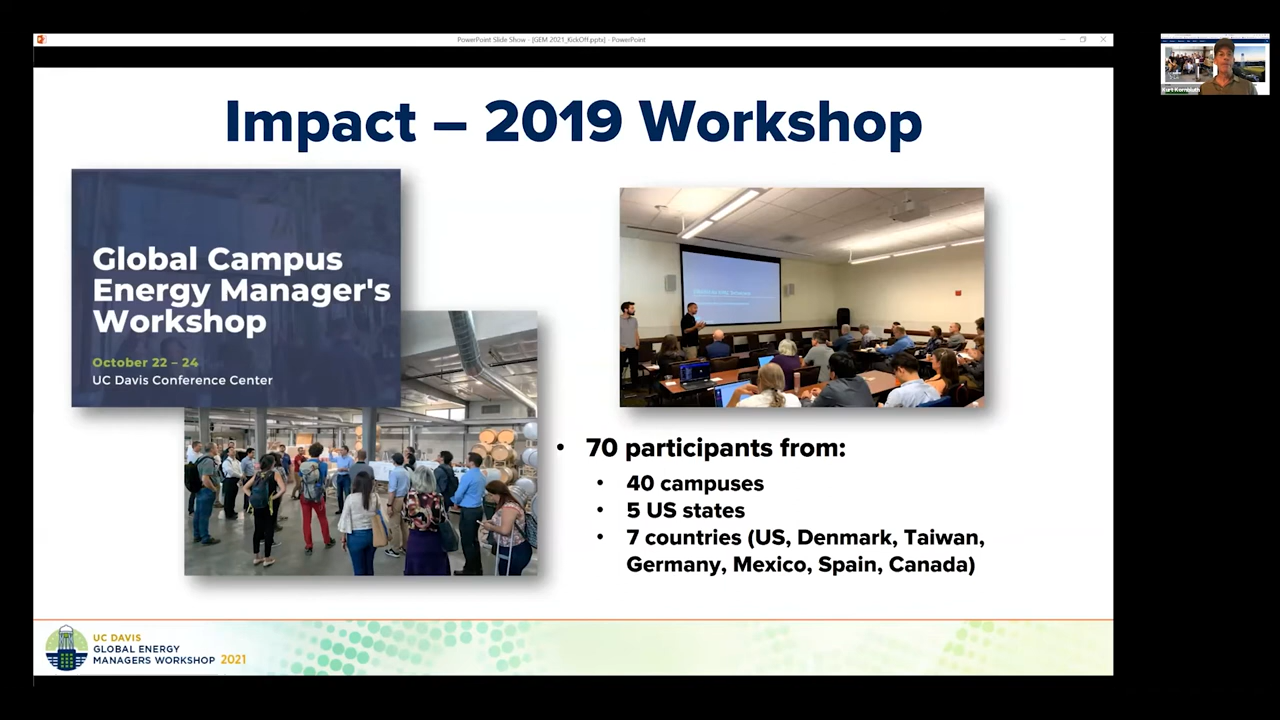 PowerPoint Slide Show - [GEM 2021_KickOff.pptx] - PowerPoint
Kurt Kornbluth
Impact – 2019 Workshop
Global Campus
Energy Manager's
Workshop
October 22 – 24
UC Davis Conference Center
• 70 participants from:
• 40 campuses
• 5 US states
• 7 countries (US, Denmark, Taiwan,
Germany, Mexico, Spain, Canada)
UC DAVIS
GLOBAL ENERGY
MANAGERS WORKSHOP 2021